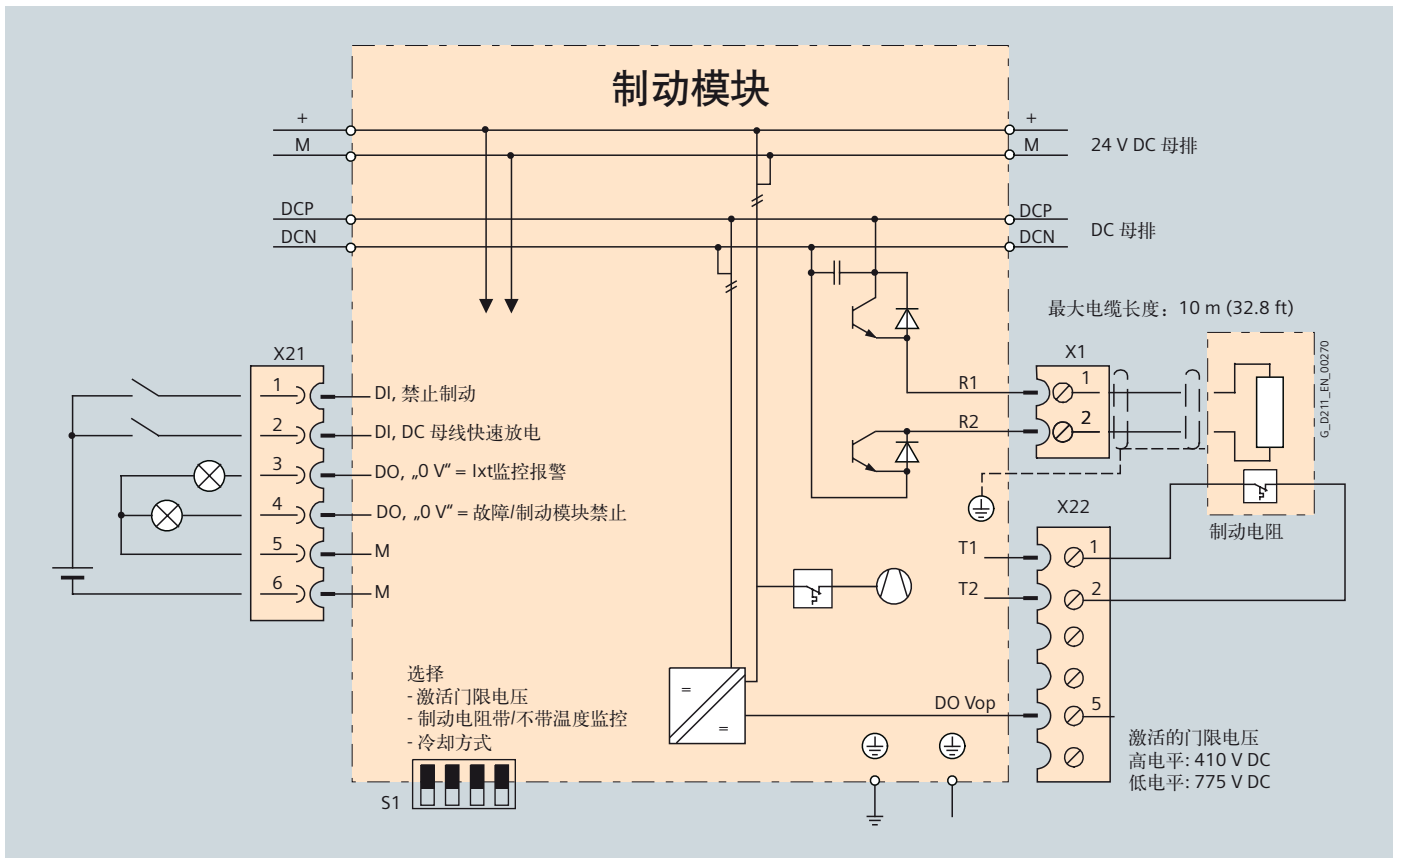 制动模块
+
+
M
M
24 V DC 母排
DCP
DCP
DCN
DCN
DC 母排
最大电缆长度：10 m (32.8 ft)
X21
X1
1
DI, 禁止制动
R1
1
2
DI, DC 母线快速放电
R2
2
3
DO, „0 V“ = Ixt监控报警
4
DO, „0 V“ = 故障/制动模块禁止
X22
制动电阻
G_D211_EN_00270
5
M
T1
1
6
M
T2
2
选择
- 激活门限电压
- 制动电阻带/不带温度监控
- 冷却方式
=
=
DO Vop
5
激活的门限电压
高电平: 410 V DC
低电平: 775 V DC
S1